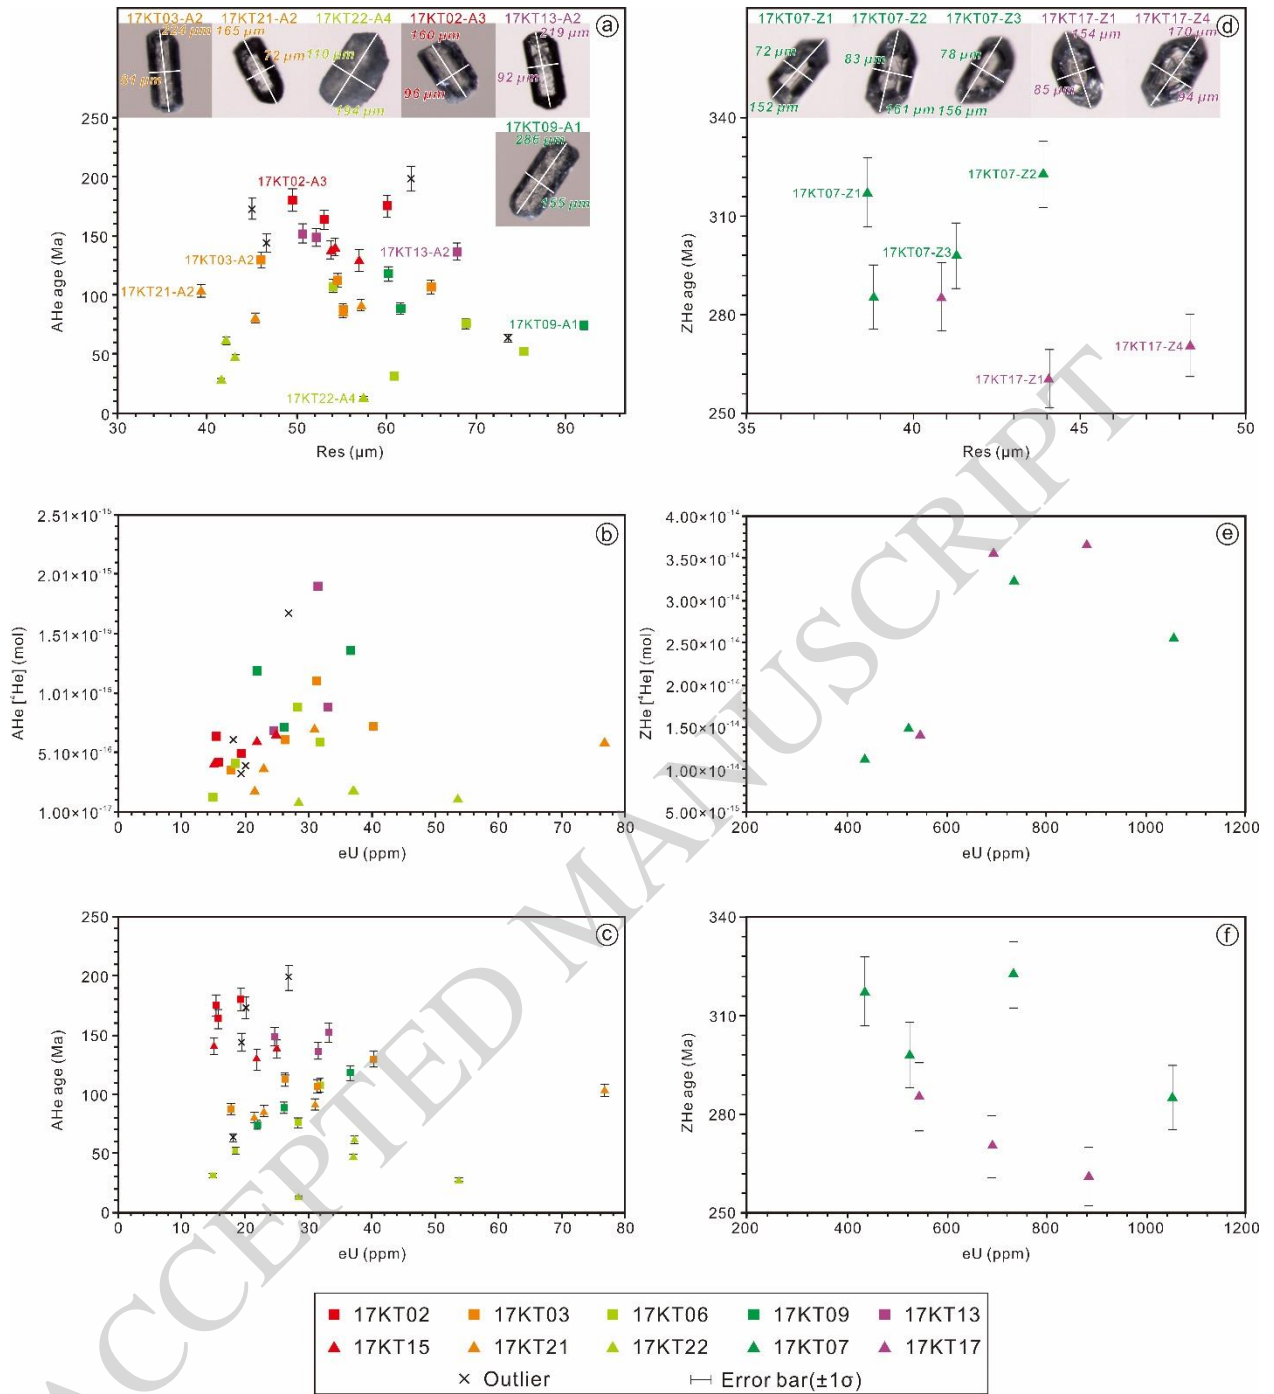 17KT03-A2 17KT21-A2 17KT22-A4 17KT02-A3 17KT13-A2 a
224 μm 165 μm 110 μm 160 μm 219 μm
81 μm 72 μm 194 μm 96 μm 92 μm
17KT09-A1
286 μm
155 μm
250
200
150
100
50
0
AHe age (Ma)
17KT02-A3
17KT03-A2
17KT13-A2
17KT21-A2
17KT09-A1
17KT22-A4
30 40 50 60 70 80
Res (μm)
17KT07-Z1 17KT07-Z2 17KT07-Z3 17KT17-Z1 17KT17-Z4 d
72 μm 83 μm 78 μm 154 μm 170 μm
152 μm 161 μm 156 μm 85 μm 94 μm
340
310
280
250
ZHe age (Ma)
17KT07-Z1
17KT07-Z2
17KT07-Z3
17KT17-Z4
17KT17-Z1
35 40 45 50
Res (μm)
b
2.51×10⁻¹⁵
2.01×10⁻¹⁵
1.51×10⁻¹⁵
1.01×10⁻¹⁵
5.10×10⁻¹⁶
1.00×10⁻¹⁷
AHe [⁴He] (mol)
0 10 20 30 40 50 60 70 80
eU (ppm)
e
4.00×10⁻¹⁴
3.50×10⁻¹⁴
3.00×10⁻¹⁴
2.50×10⁻¹⁴
2.00×10⁻¹⁴
1.50×10⁻¹⁴
1.00×10⁻¹⁴
5.00×10⁻¹⁵
ZHe [⁴He] (mol)
200 400 600 800 1000 1200
eU (ppm)
c
250
200
150
100
50
0
AHe age (Ma)
0 10 20 30 40 50 60 70 80
eU (ppm)
f
340
310
280
250
ZHe age (Ma)
200 400 600 800 1000 1200
eU (ppm)
17KT02 17KT03 17KT06 17KT09 17KT13
17KT15 17KT21 17KT22 17KT07 17KT17
Outlier Error bar(±1σ)
ACCEPTED MANUSCRIPT